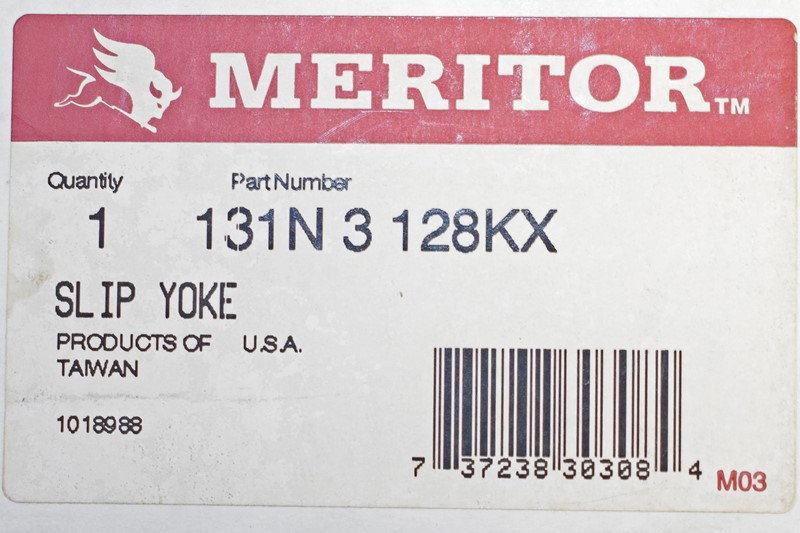 MERITOR™
Quantity Part Number
1 131N 3 128KX
SLIP YOKE
PRODUCTS OF U.S.A.
TAIWAN
1018988
7 37238 30308 4
M03